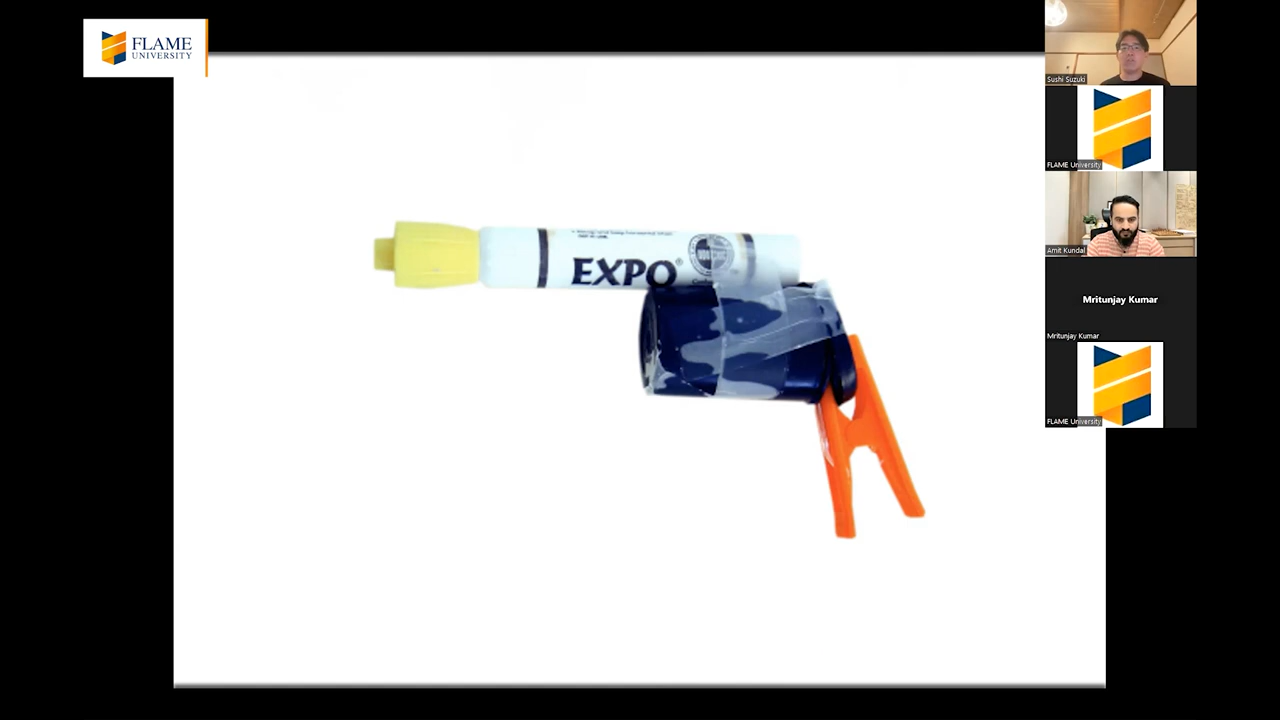 FLAME
UNIVERSITY
EXPO®
Sushi Suzuki
FLAME University
Amit Kundal
Mritunjay Kumar
Mritunjay Kumar
FLAME University